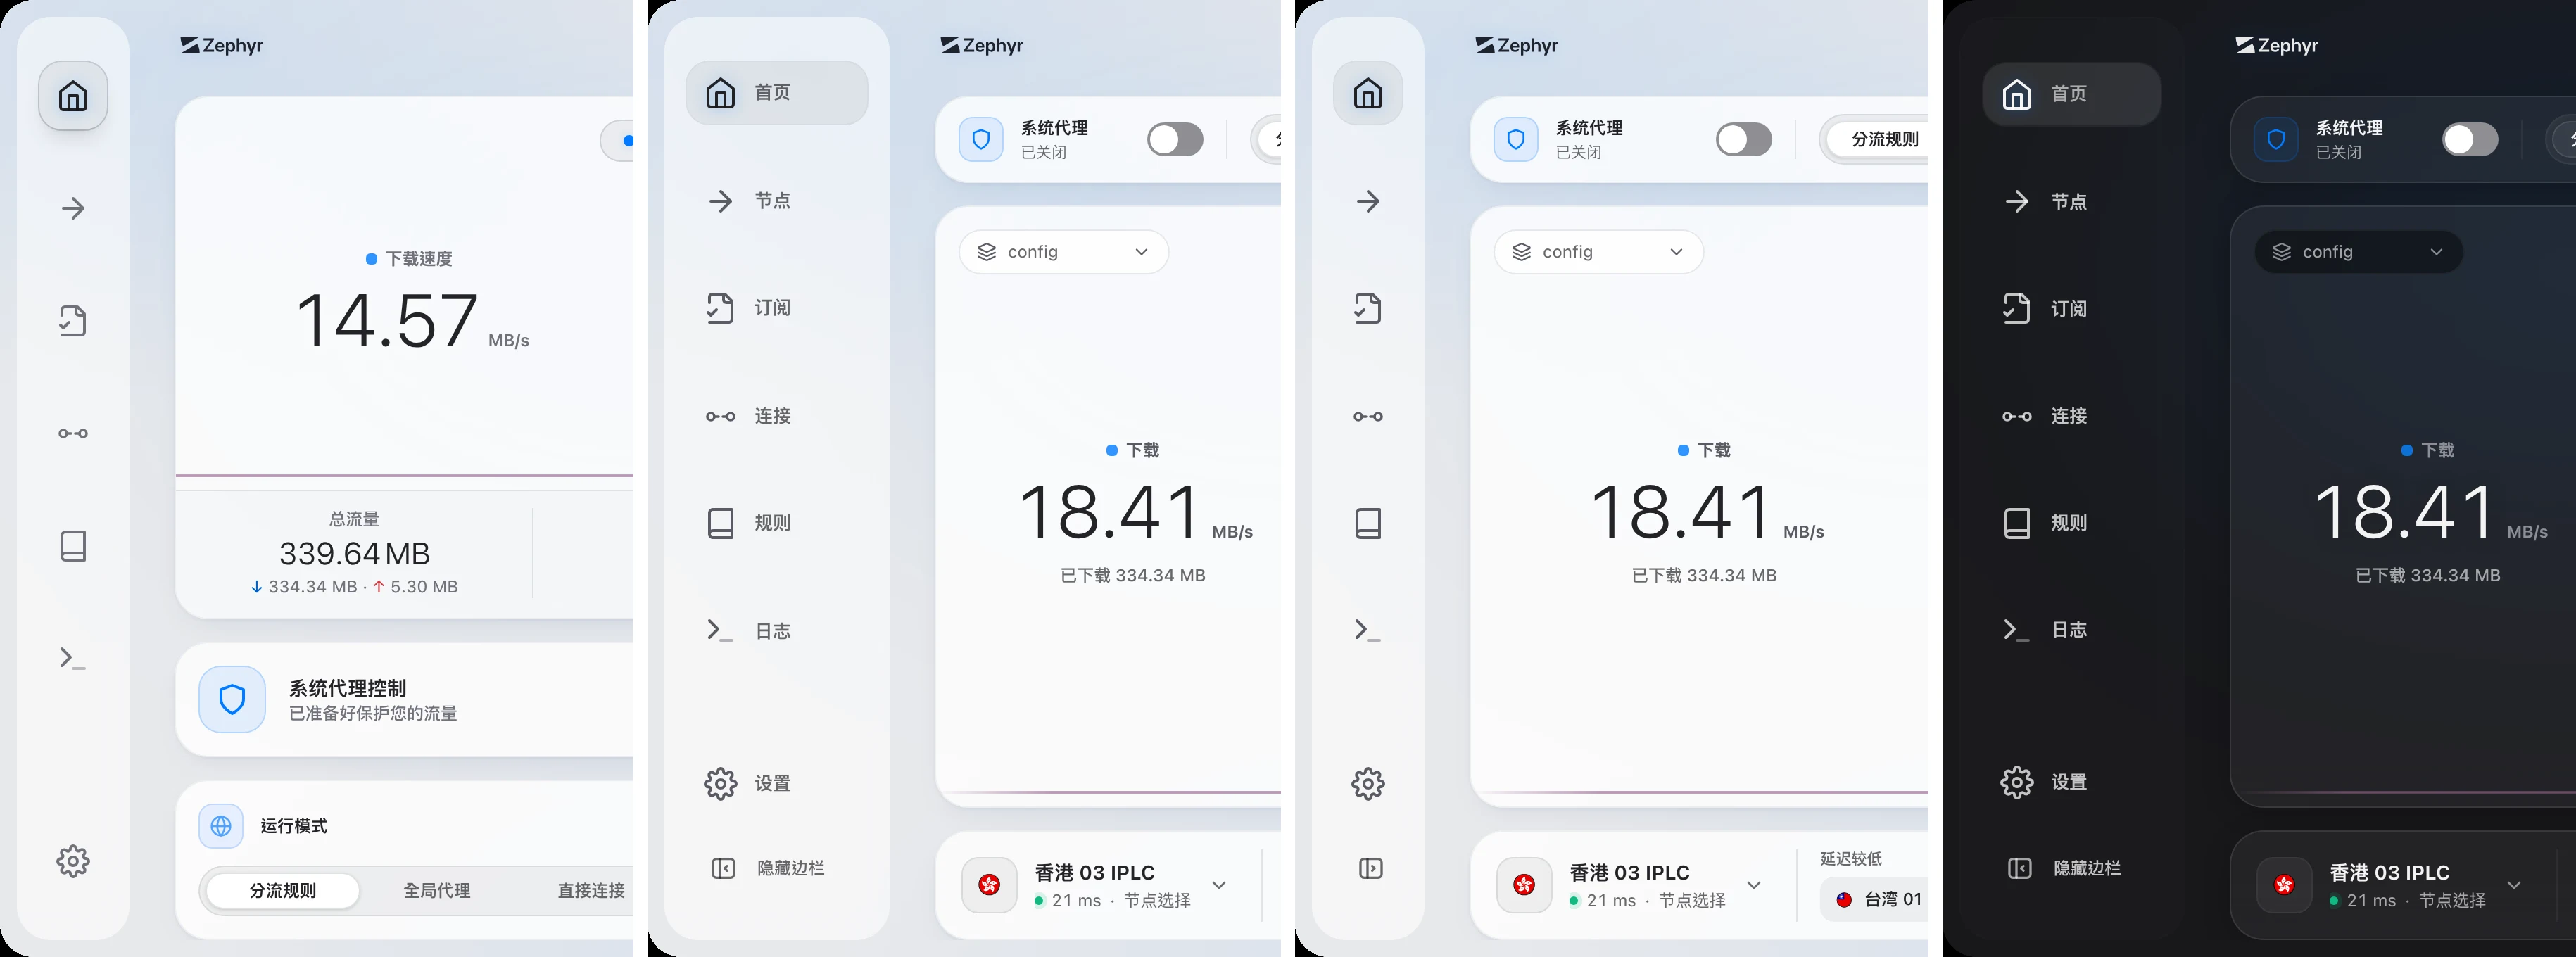 Zephyr
下载速度
14.57 MB/s
总流量
339.64 MB
↓ 334.34 MB · ↑ 5.30 MB
系统代理控制
已准备好保护您的流量
运行模式
分流规则
全局代理
直接连接
首页
节点
订阅
连接
规则
日志
设置
隐藏边栏
Zephyr
系统代理
已关闭
config
下载
18.41 MB/s
已下载 334.34 MB
香港 03 IPLC
21 ms · 节点选择
Zephyr
系统代理
已关闭
分流规则
config
下载
18.41 MB/s
已下载 334.34 MB
香港 03 IPLC
21 ms · 节点选择
延迟较低
台湾 01
首页
节点
订阅
连接
规则
日志
设置
隐藏边栏
Zephyr
系统代理
已关闭
config
下载
18.41 MB/s
已下载 334.34 MB
香港 03 IPLC
21 ms · 节点选择